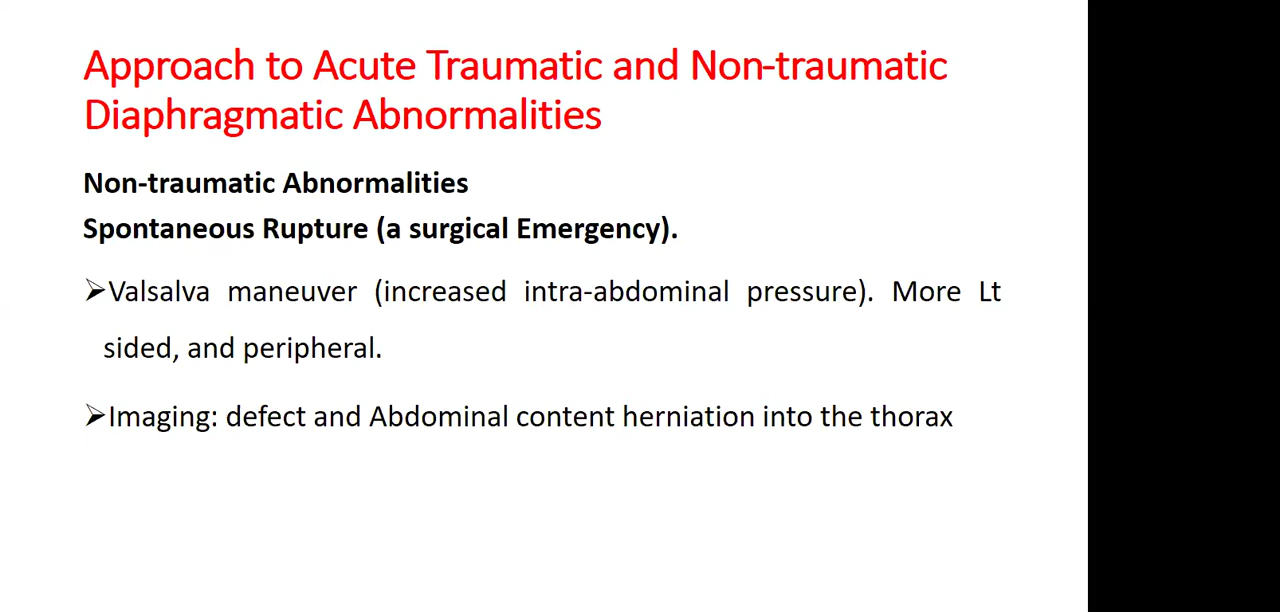 Approach to Acute Traumatic and Non-traumatic
Diaphragmatic Abnormalities
Non-traumatic Abnormalities
Spontaneous Rupture (a surgical Emergency).
➢Valsalva maneuver (increased intra-abdominal pressure). More Lt
sided, and peripheral.
➢Imaging: defect and Abdominal content herniation into the thorax